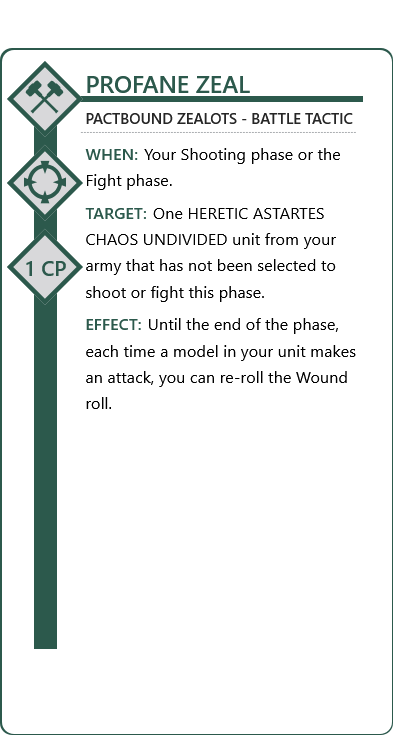 PROFANE ZEAL
PACTBOUND ZEALOTS - BATTLE TACTIC
WHEN: Your Shooting phase or the
Fight phase.
TARGET: One HERETIC ASTARTES
CHAOS UNDIVIDED unit from your
army that has not been selected to
shoot or fight this phase.
1 CP
EFFECT: Until the end of the phase,
each time a model in your unit makes
an attack, you can re-roll the Wound
roll.